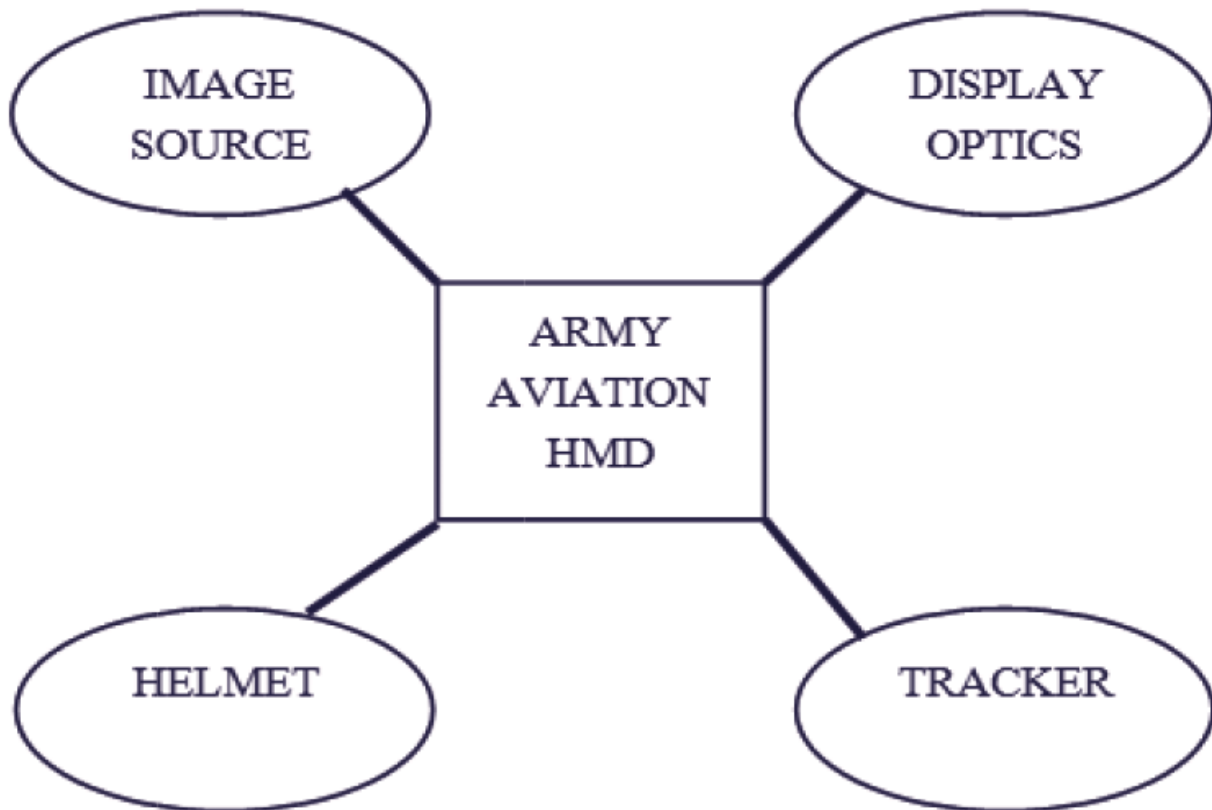 IMAGE
SOURCE
DISPLAY
OPTICS
ARMY
AVIATION
HMD
HELMET
TRACKER